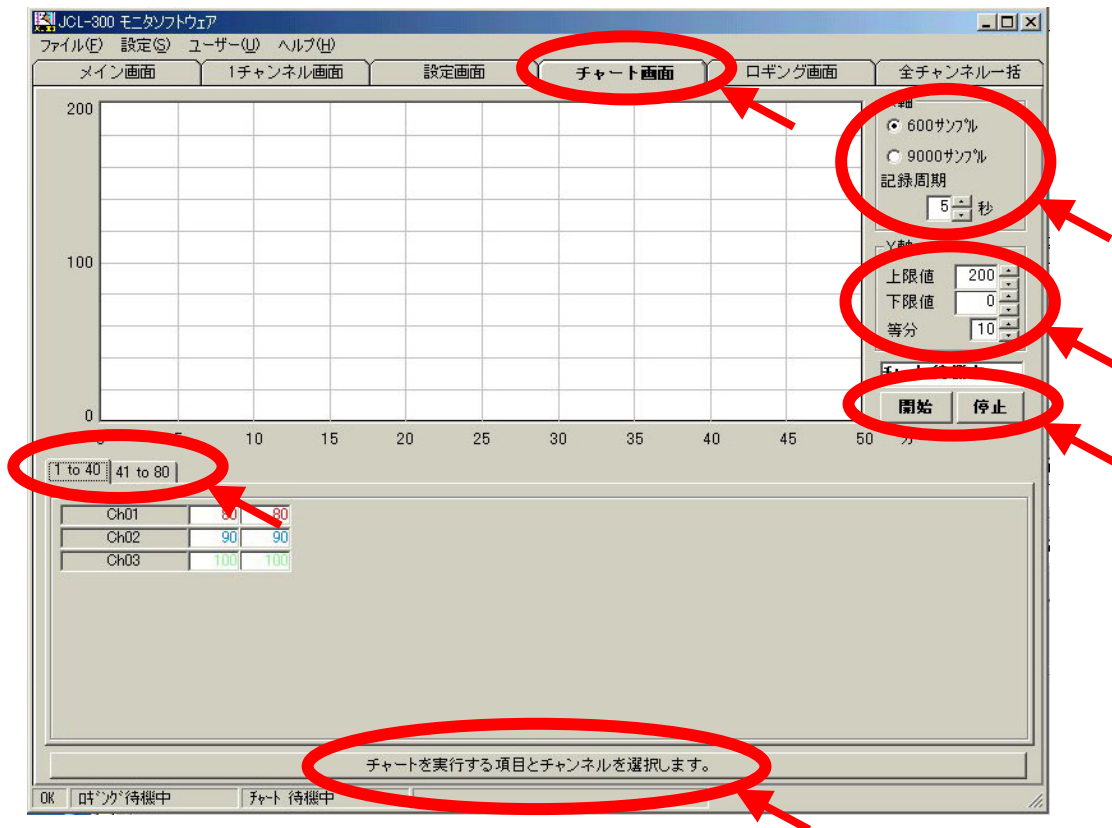 JCL-300 モニタソフトウェア
ファイル(F) 設定(S) ユーザー(U) ヘルプ(H)
メイン画面 1チャンネル画面 設定画面 チャート画面 ロギング画面 全チャンネル一括
200
100
0
600サンプル
9000サンプル
記録周期
5 秒
Y軸
上限値 200
下限値 0
等分 10
開始 停止
5 10 15 20 25 30 35 40 45 50 分
1 to 40 41 to 80
Ch01 80 80
Ch02 90 90
Ch03 100 100
チャートを実行する項目とチャンネルを選択します。
OK ロギング待機中 チャート 待機中